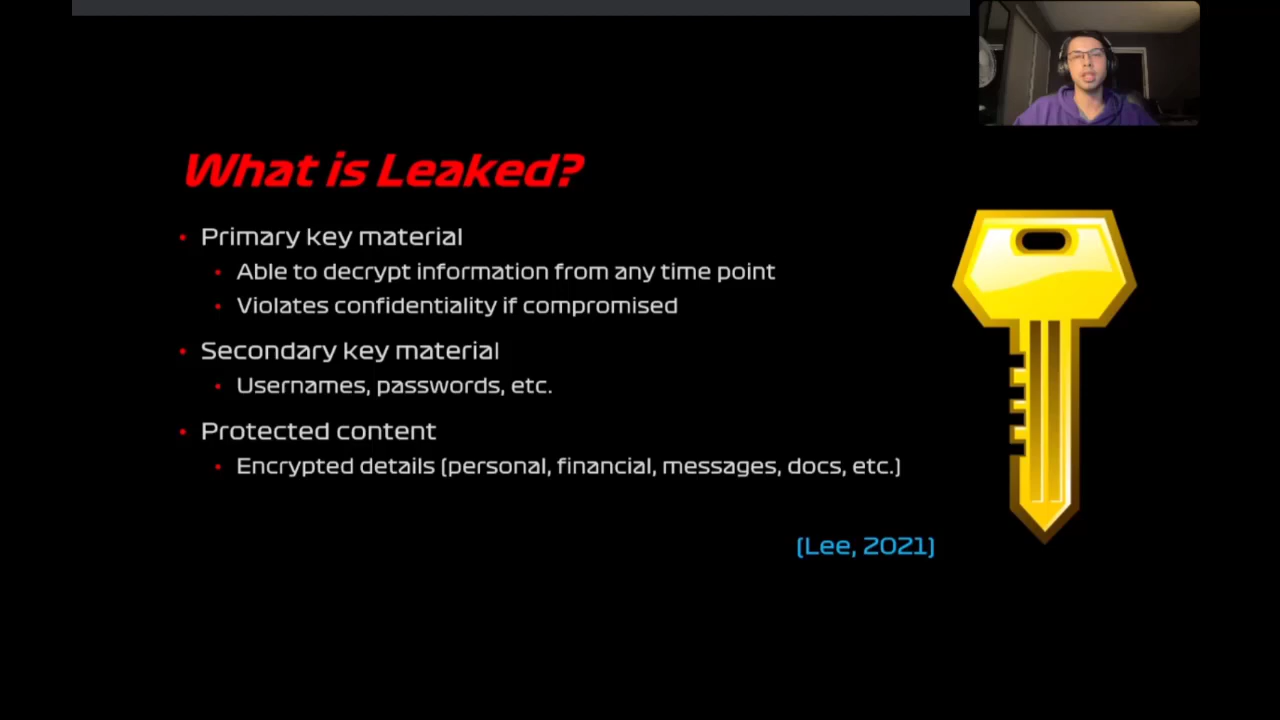 What is Leaked?
• Primary key material
• Able to decrypt information from any time point
• Violates confidentiality if compromised
• Secondary key material
• Usernames, passwords, etc.
• Protected content
• Encrypted details (personal, financial, messages, docs, etc.)
(Lee, 2021)